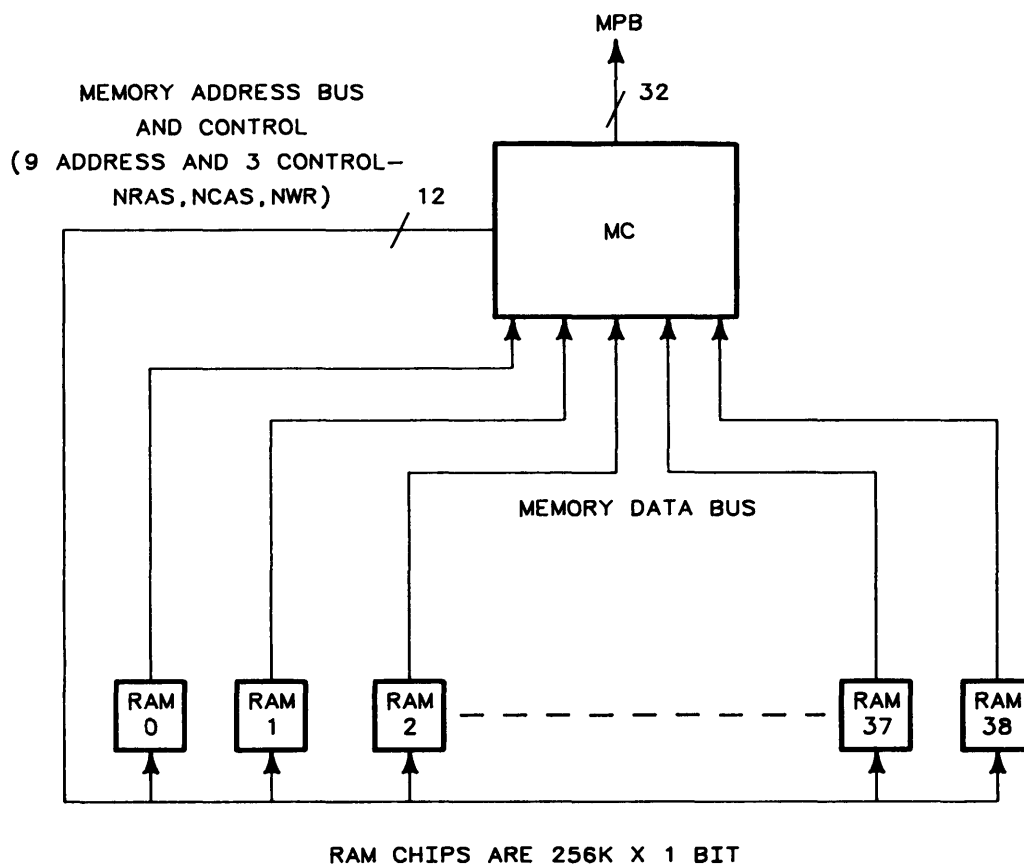 MPB
32
MEMORY ADDRESS BUS
AND CONTROL
(9 ADDRESS AND 3 CONTROL—
NRAS,NCAS,NWR)
12
MC
MEMORY DATA BUS
RAM
0
RAM
1
RAM
2
RAM
37
RAM
38
RAM CHIPS ARE 256K X 1 BIT